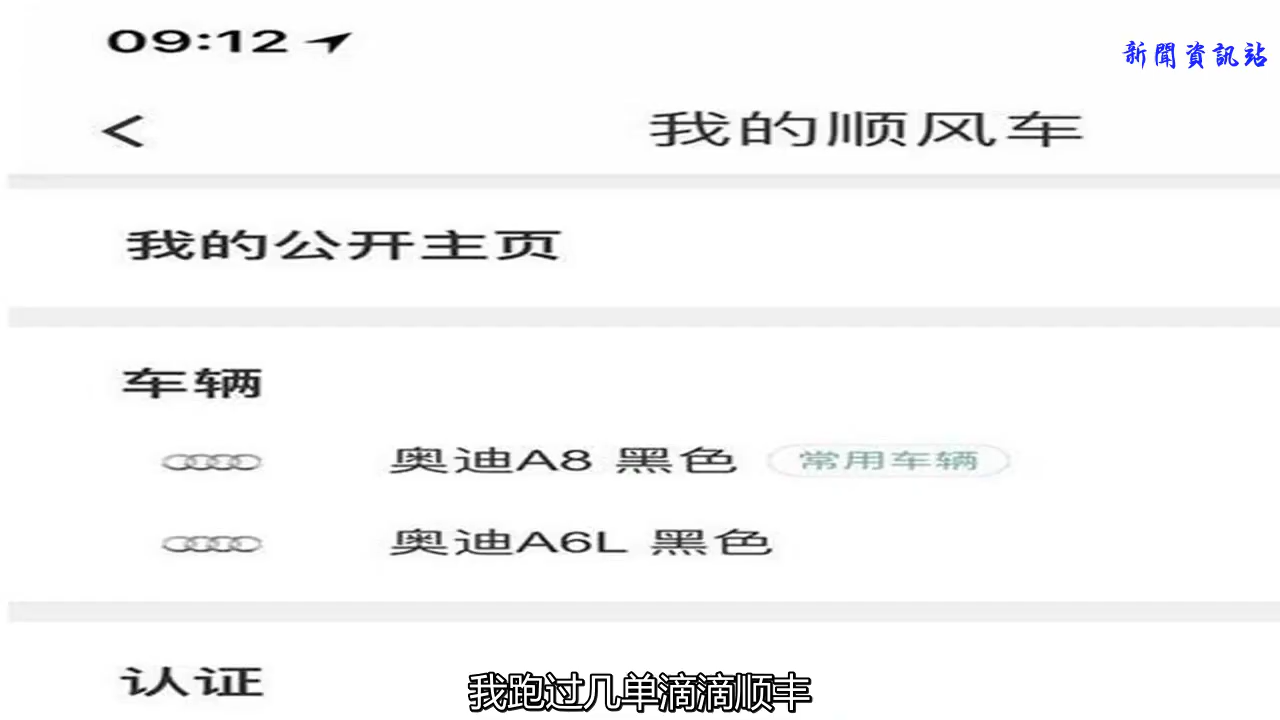 09:12
新聞資訊站
我的顺风车
我的公开主页
车辆
奥迪A8 黑色 常用车辆
奥迪A6L 黑色
认证
我跑过几单滴滴顺丰